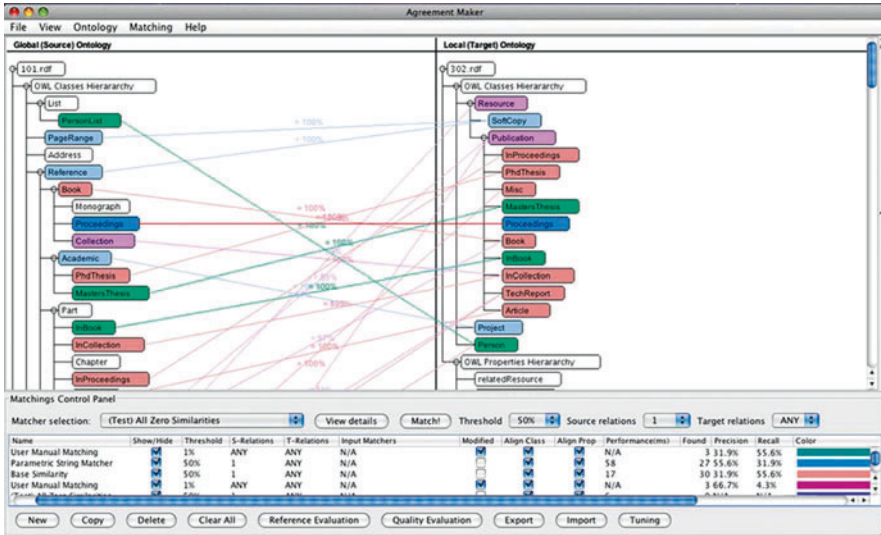 Agreement Maker
File View Ontology Matching Help
Global (Source) Ontology
101.rdf
OWL Classes Hierararchy
List
PersonList
PageRange
Address
Reference
Book
Monograph
Proceedings
Collection
Academic
PhdThesis
MastersThesis
Part
InBook
InCollection
Chapter
InProceedings
100%
100%
100%
100%
100%
100%
100%
100%
Local (Target) Ontology
302.rdf
OWL Classes Hierararchy
Resource
SoftCopy
Publication
InProceedings
PhdThesis
Misc
MastersThesis
Proceedings
Book
InBook
InCollection
TechReport
Article
Project
Person
OWL Properties Hierararchy
relatedResource
Matchings Control Panel
Matcher selection: (Test) All Zero Similarities View details Match! Threshold 50% Source relations 1 Target relations ANY
Name Show/Hide Threshold S-Relations T-Relations Input Matchers Modified Align Class Align Prop Performance(ms) Found Precision Recall Color
User Manual Matching 1% ANY ANY N/A N/A 3 31.9% 55.6%
Parametric String Matcher 50% 1 ANY N/A 58 27 55.6% 31.9%
Base Similarity 50% 1 ANY N/A 17 30 31.9% 55.6%
User Manual Matching 1% ANY ANY N/A N/A 3 66.7% 4.3%
New Copy Delete Clear All Reference Evaluation Quality Evaluation Export Import Tuning